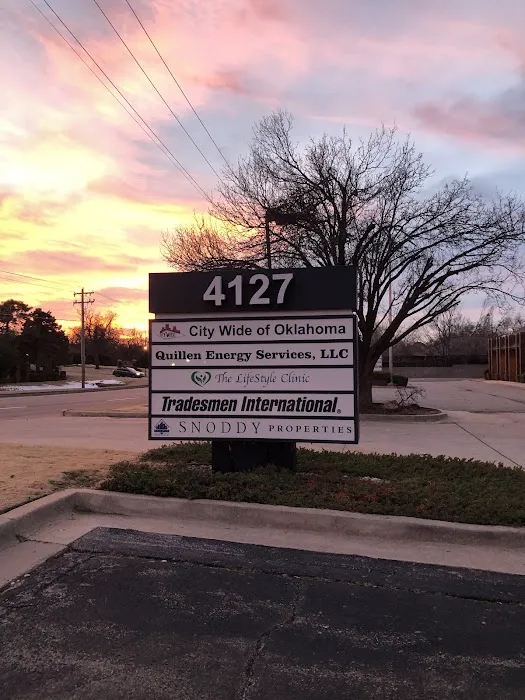 4127
City Wide of Oklahoma
Quillen Energy Services, LLC
The LifeStyle Clinic
Tradesmen International®
SNODDY PROPERTIES